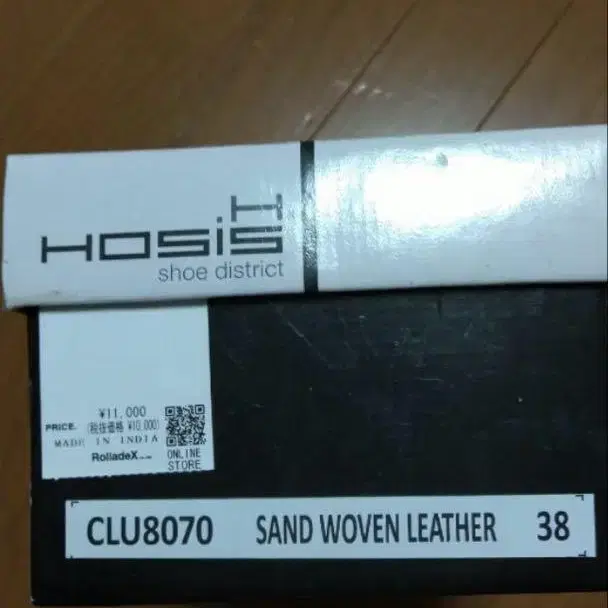 H
HOSIS
shoe district
¥11,000
PRICE. (税抜価格 ¥10,000)
MADE IN INDIA
RolladeX
ONLINE
STORE
CLU8070 SAND WOVEN LEATHER 38